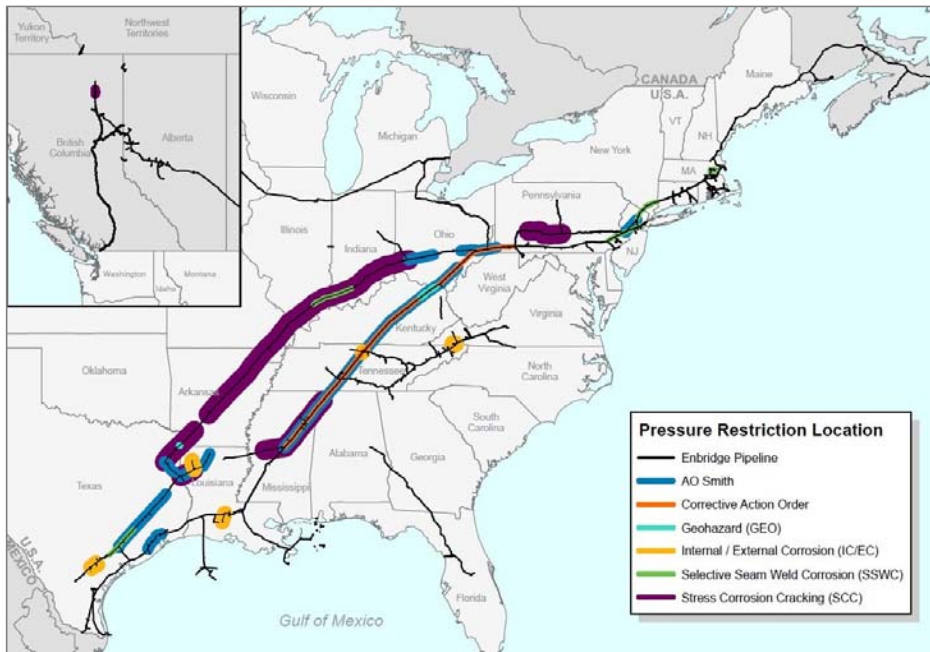 Yukon
Territory
Northwest
Territories
British
Columbia
Alberta
Washington
Montana
Idaho
CANADA
U.S.A.
Maine
Wisconsin
Michigan
VT
NH
New York
MA
Pennsylvania
NJ
Illinois
Indiana
Ohio
West
Virginia
Virginia
Kentucky
Tennessee
North
Carolina
Oklahoma
Arkansas
South
Carolina
Texas
Louisiana
Mississippi
Alabama
Georgia
Florida
U.S.A.
MEXICO
Gulf of Mexico
Pressure Restriction Location
Enbridge Pipeline
AO Smith
Corrective Action Order
Geohazard (GEO)
Internal / External Corrosion (IC/EC)
Selective Seam Weld Corrosion (SSWC)
Stress Corrosion Cracking (SCC)